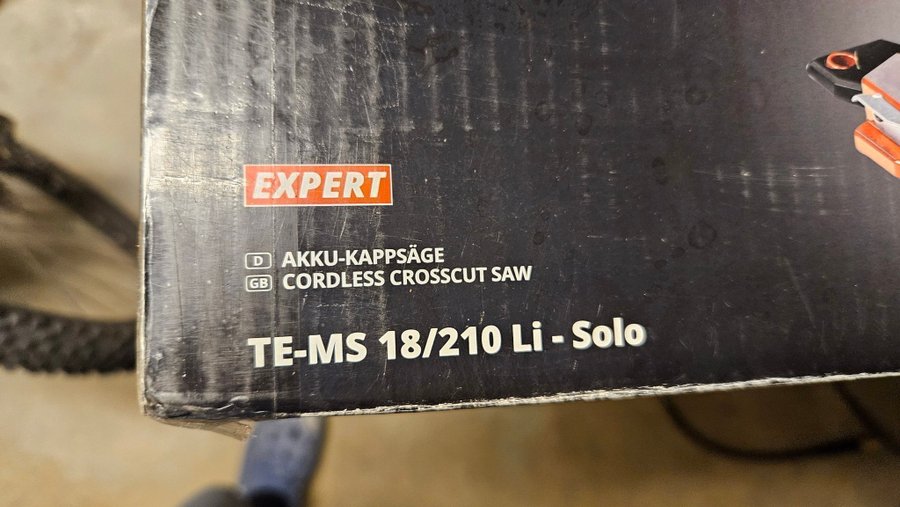 EXPERT
D AKKU-KAPPSÄGE
GB CORDLESS CROSSCUT SAW
TE-MS 18/210 Li - Solo